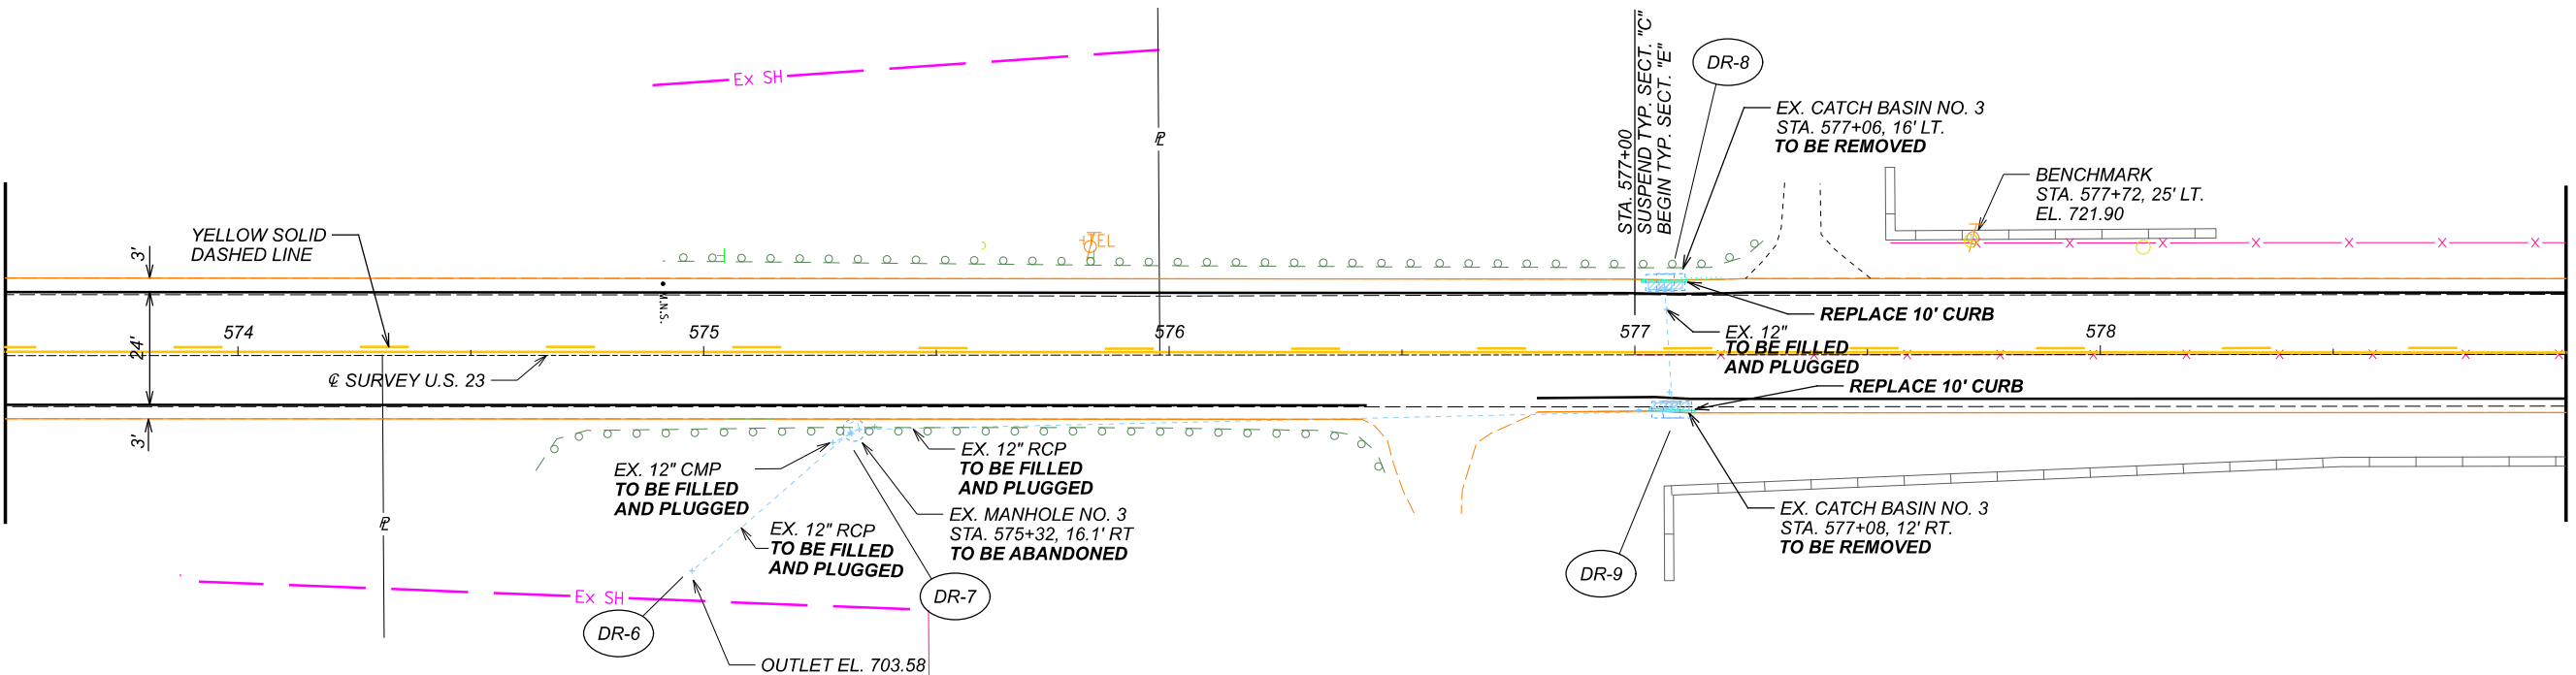 Ex SH
℄
STA. 577+00
SUSPEND TYP. SECT. "C"
BEGIN TYP. SECT. "E"
DR-8
EX. CATCH BASIN NO. 3
STA. 577+06, 16' LT.
TO BE REMOVED
BENCHMARK
STA. 577+72, 25' LT.
EL. 721.90
YELLOW SOLID
DASHED LINE
3'
TEL
M.N.S.
REPLACE 10' CURB
574
575
576
577
578
24'
EX. 12"
TO BE FILLED
AND PLUGGED
℄ SURVEY U.S. 23
REPLACE 10' CURB
3'
EX. 12" CMP
TO BE FILLED
AND PLUGGED
EX. 12" RCP
TO BE FILLED
AND PLUGGED
EX. MANHOLE NO. 3
STA. 575+32, 16.1' RT
TO BE ABANDONED
EX. 12" RCP
TO BE FILLED
AND PLUGGED
EX. CATCH BASIN NO. 3
STA. 577+08, 12' RT.
TO BE REMOVED
DR-9
DR-7
Ex SH
DR-6
OUTLET EL. 703.58